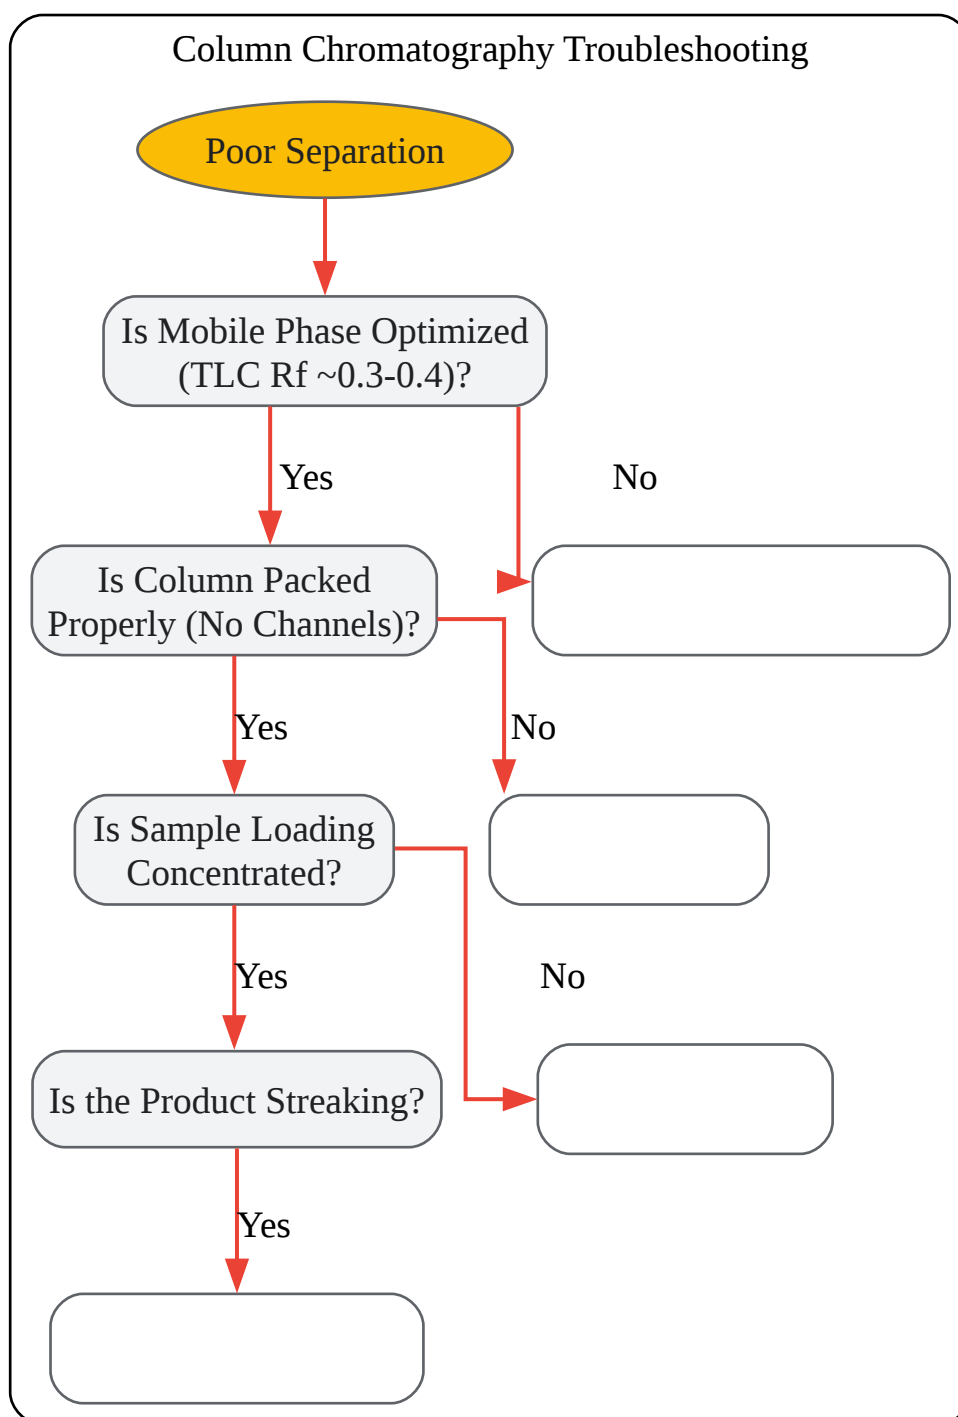 Column Chromatography Troubleshooting
Poor Separation
Is Mobile Phase Optimized
(TLC Rf ~0.3-0.4)?
Yes
No
Is Column Packed
Properly (No Channels)?
Yes
No
Is Sample Loading
Concentrated?
Yes
No
Is the Product Streaking?
Yes